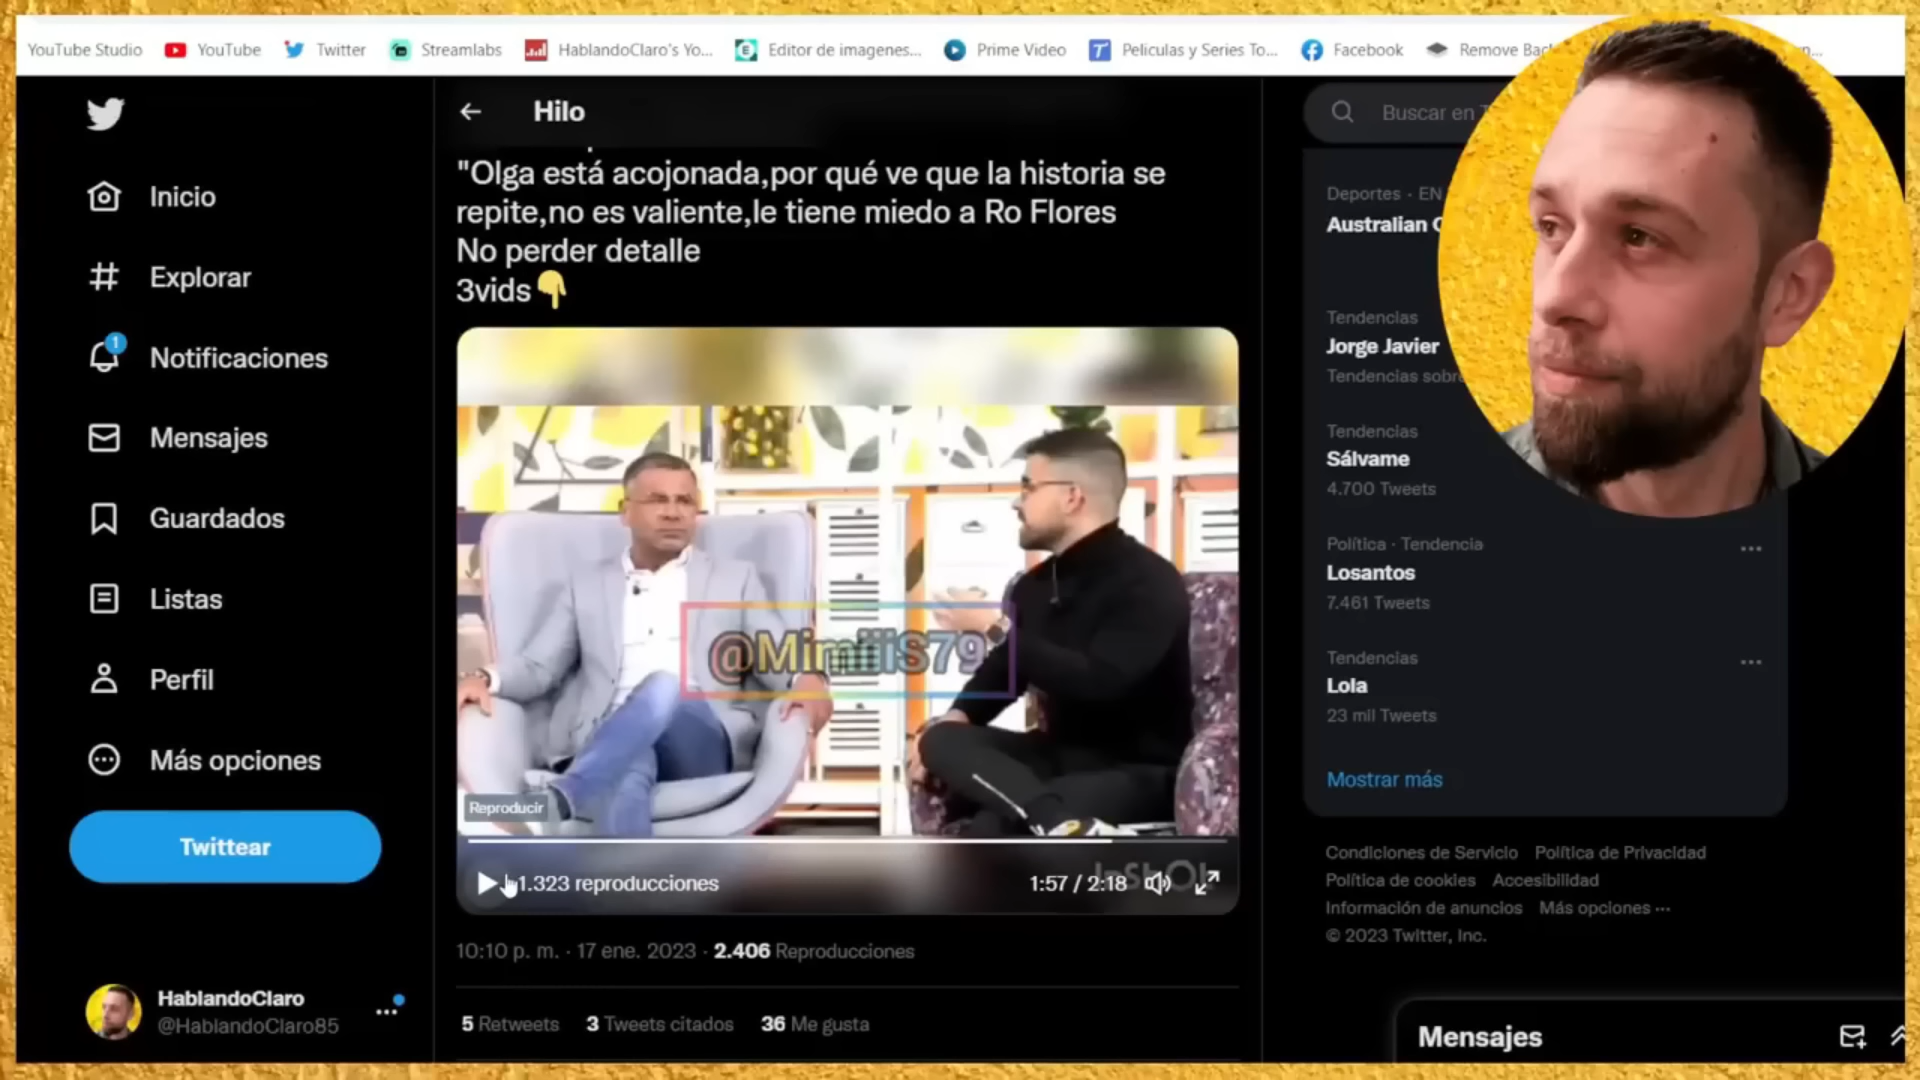 YouTube Studio
YouTube
Twitter
Streamlabs
HablandoClaro's Yo...
Editor de imagenes...
Prime Video
Peliculas y Series To...
Facebook
Remove
Hilo
Buscar en
Inicio
Explorar
1
Notificaciones
Mensajes
Guardados
Listas
Perfil
Más opciones
Twittear
HablandoClaro
@HablandoClaro85
"Olga está acojonada,por qué ve que la historia se
repite,no es valiente,le tiene miedo a Ro Flores
No perder detalle
3vids
@MimiiiS79
Reproducir
1.323 reproducciones
1:57 / 2:18
InShOt
10:10 p. m. · 17 ene. 2023 · 2.406 Reproducciones
5 Retweets 3 Tweets citados 36 Me gusta
Deportes · EN
Australian
Tendencias
Jorge Javier
Tendencias
Tendencias
Sálvame
4.700 Tweets
Política · Tendencia
Losantos
7.461 Tweets
Tendencias
Lola
23 mil Tweets
Mostrar más
Condiciones de Servicio Política de Privacidad
Política de cookies Accesibilidad
Información de anuncios Más opciones ···
© 2023 Twitter, Inc.
Mensajes